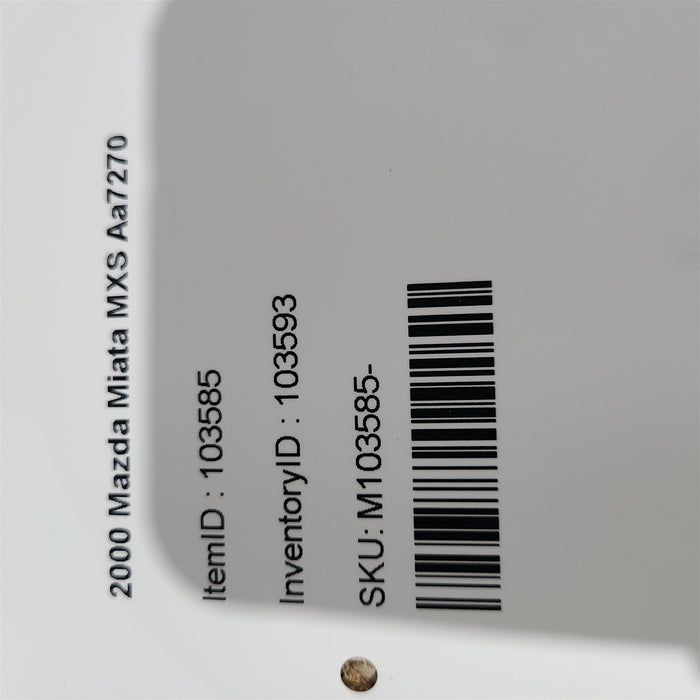 2000 Mazda Miata MXS Aa7270
ItemID : 103585
InventoryID : 103593
SKU: M103585-